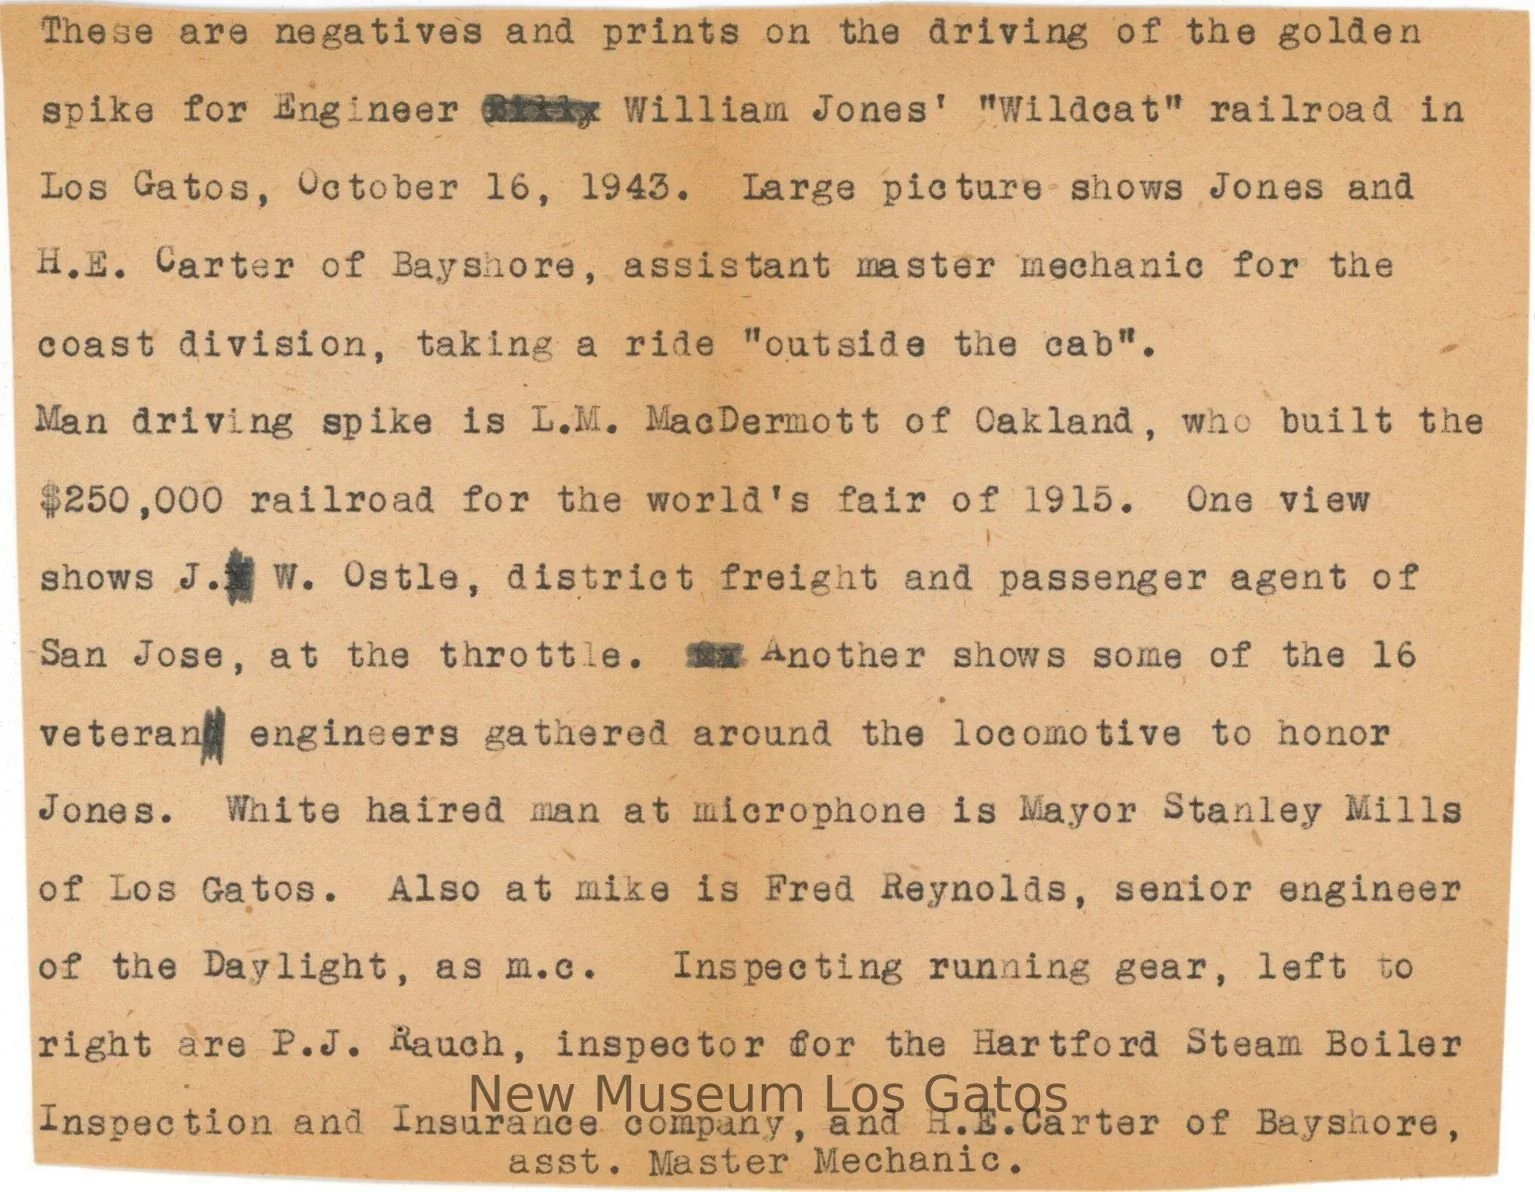 These are negatives and prints on the driving of the golden
spike for Engineer William Jones' "Wildcat" railroad in
Los Gatos, October 16, 1943. Large picture shows Jones and
H.E. Carter of Bayshore, assistant master mechanic for the
coast division, taking a ride "outside the cab".
Man driving spike is L.M. MacDermott of Oakland, who built the
$250,000 railroad for the world's fair of 1915. One view
shows J. W. Ostle, district freight and passenger agent of
San Jose, at the throttle. Another shows some of the 16
veteran engineers gathered around the locomotive to honor
Jones. White haired man at microphone is Mayor Stanley Mills
of Los Gatos. Also at mike is Fred Reynolds, senior engineer
of the Daylight, as m.c. Inspecting running gear, left to
right are P.J. Rauch, inspector for the Hartford Steam Boiler
New Museum Los Gatos
Inspection and Insurance company, and H.E.Carter of Bayshore,
asst. Master Mechanic.